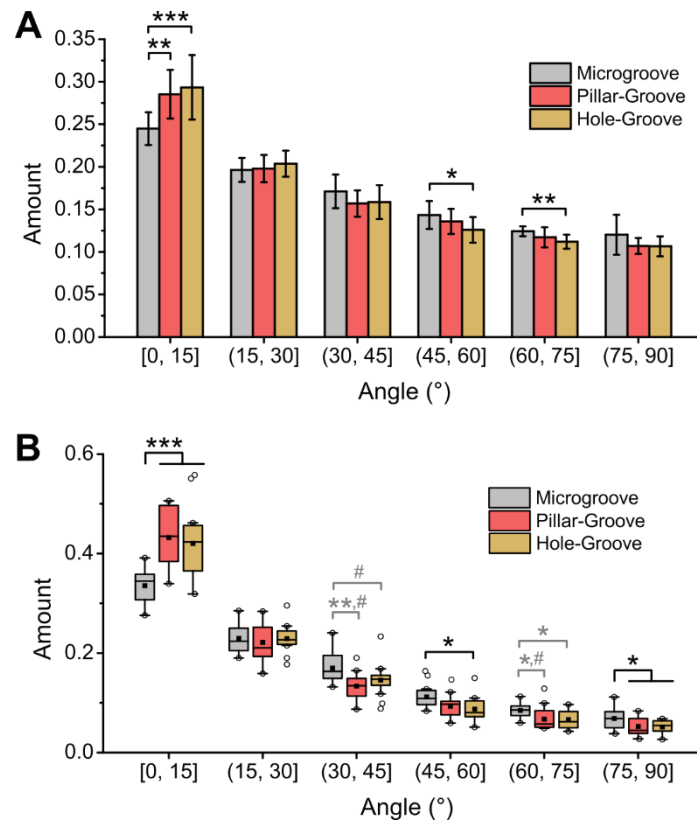 A
***
**
0.35
0.30
0.25
0.20
0.15
0.10
0.05
0.00
Amount
Microgroove
Pillar-Groove
Hole-Groove
*
**
[0, 15] (15, 30] (30, 45] (45, 60] (60, 75] (75, 90]
Angle (°)
B
***
0.6
0.4
0.2
0.0
Amount
Microgroove
Pillar-Groove
Hole-Groove
#
**,#
*
*
*,#
*
[0, 15] (15, 30] (30, 45] (45, 60] (60, 75] (75, 90]
Angle (°)